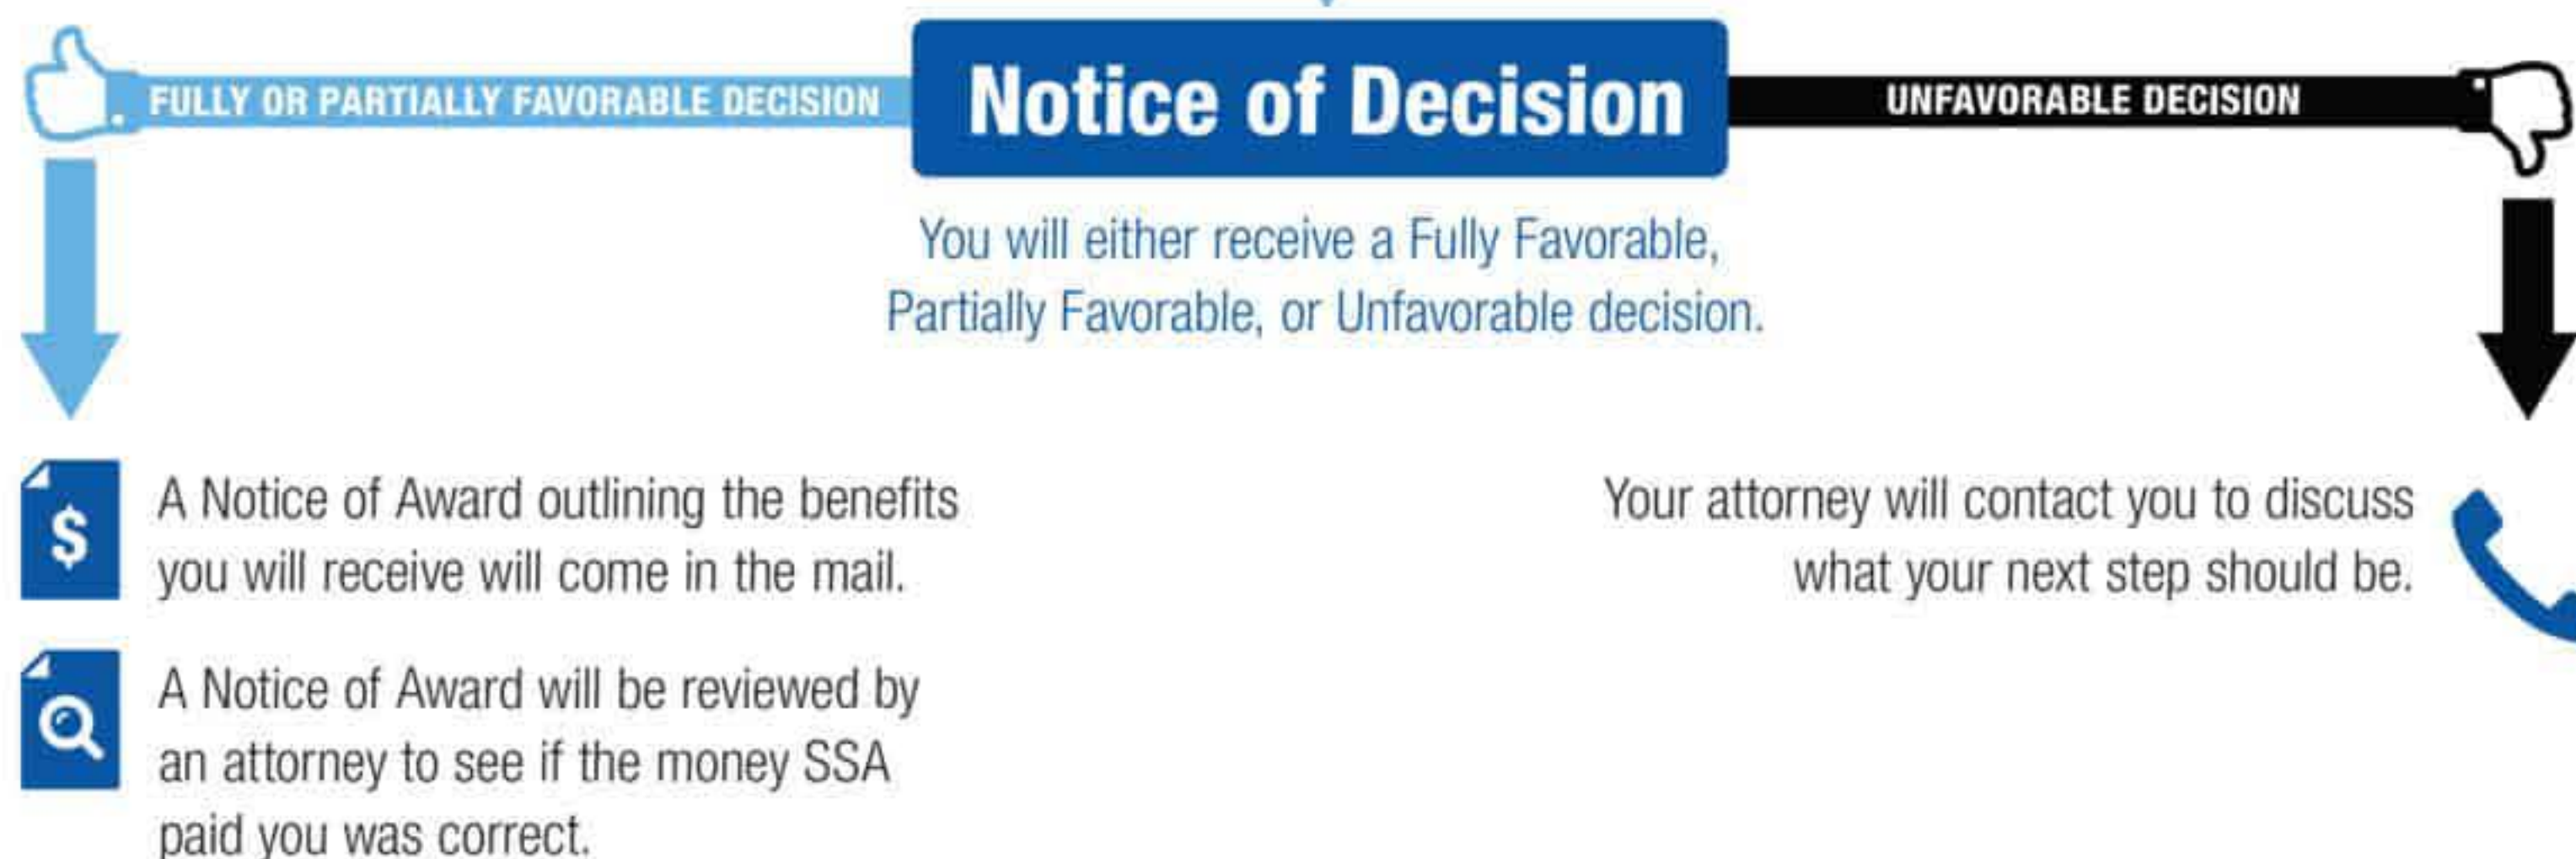 FULLY OR PARTIALLY FAVORABLE DECISION
Notice of Decision
UNFAVORABLE DECISION
You will either receive a Fully Favorable,
Partially Favorable, or Unfavorable decision.
$
A Notice of Award outlining the benefits
you will receive will come in the mail.
A Notice of Award will be reviewed by
an attorney to see if the money SSA
paid you was correct.
Your attorney will contact you to discuss
what your next step should be.